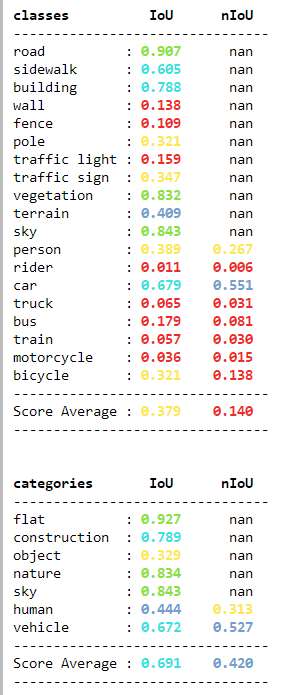 classes IoU nIoU
--------------------------------
road : 0.907 nan
sidewalk : 0.605 nan
building : 0.788 nan
wall : 0.138 nan
fence : 0.109 nan
pole : 0.321 nan
traffic light : 0.159 nan
traffic sign : 0.347 nan
vegetation : 0.832 nan
terrain : 0.409 nan
sky : 0.843 nan
person : 0.389 0.267
rider : 0.011 0.006
car : 0.679 0.551
truck : 0.065 0.031
bus : 0.179 0.081
train : 0.057 0.030
motorcycle : 0.036 0.015
bicycle : 0.321 0.138
--------------------------------
Score Average : 0.379 0.140
--------------------------------
categories IoU nIoU
--------------------------------
flat : 0.927 nan
construction : 0.789 nan
object : 0.329 nan
nature : 0.834 nan
sky : 0.843 nan
human : 0.444 0.313
vehicle : 0.672 0.527
--------------------------------
Score Average : 0.691 0.420
--------------------------------